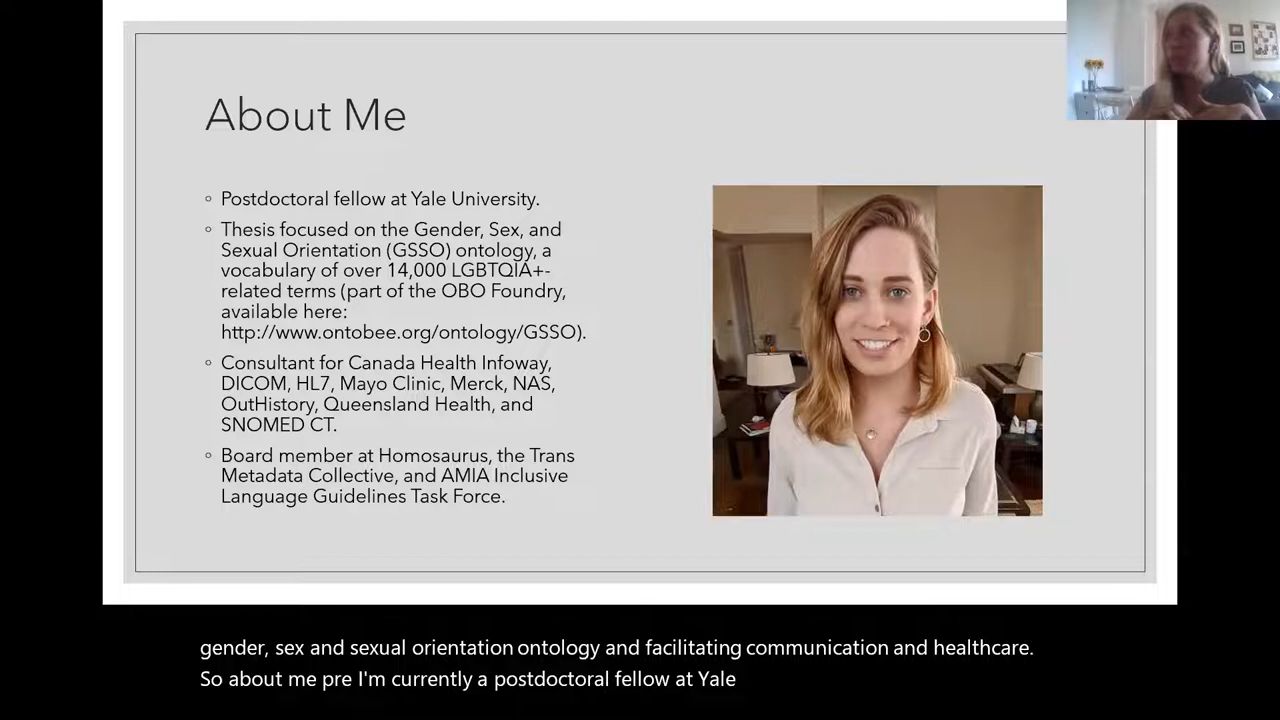 About Me
◦ Postdoctoral fellow at Yale University.
◦ Thesis focused on the Gender, Sex, and
Sexual Orientation (GSSO) ontology, a
vocabulary of over 14,000 LGBTQIA+-
related terms (part of the OBO Foundry,
available here:
http://www.ontobee.org/ontology/GSSO).
◦ Consultant for Canada Health Infoway,
DICOM, HL7, Mayo Clinic, Merck, NAS,
OutHistory, Queensland Health, and
SNOMED CT.
◦ Board member at Homosaurus, the Trans
Metadata Collective, and AMIA Inclusive
Language Guidelines Task Force.
gender, sex and sexual orientation ontology and facilitating communication and healthcare.
So about me pre I'm currently a postdoctoral fellow at Yale